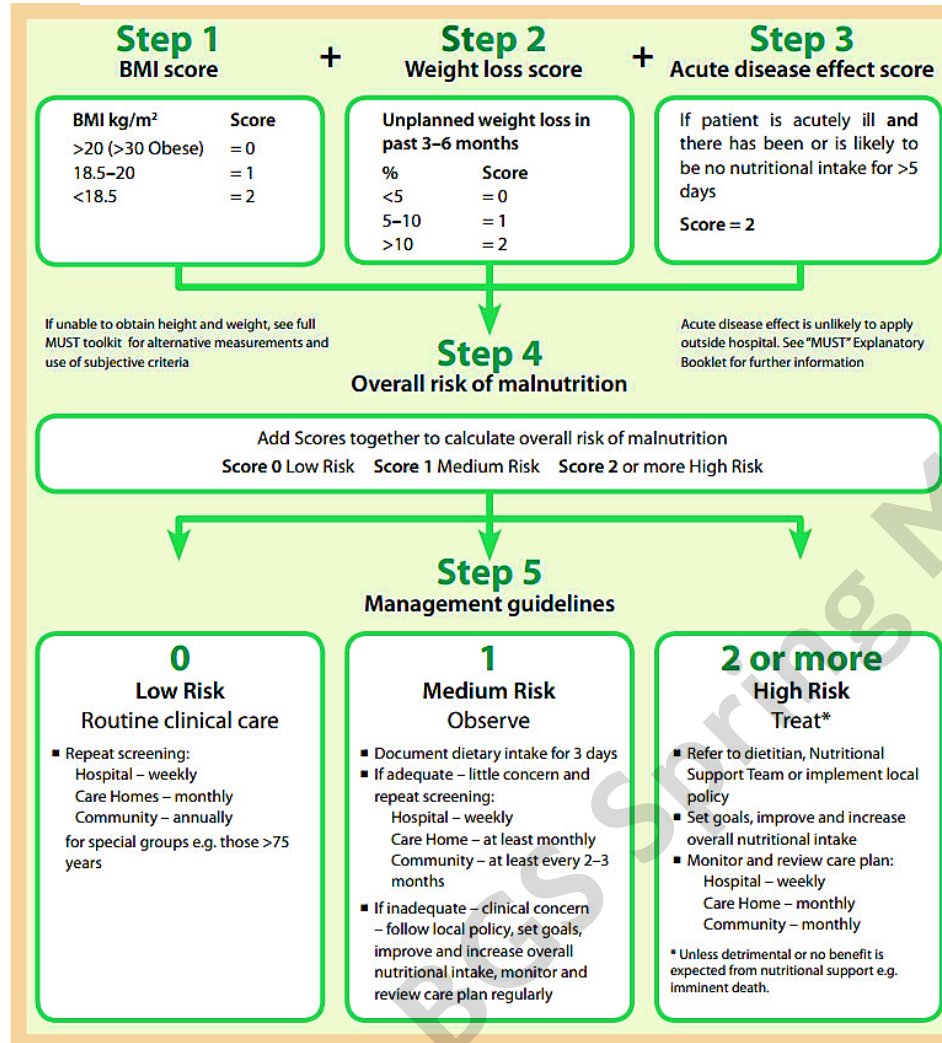 Step 1
BMI score
+
Step 2
Weight loss score
+
Step 3
Acute disease effect score
BMI kg/m² Score
>20 (>30 Obese) = 0
18.5–20 = 1
<18.5 = 2
Unplanned weight loss in
past 3–6 months
% Score
<5 = 0
5–10 = 1
>10 = 2
If patient is acutely ill and
there has been or is likely to
be no nutritional intake for >5
days
Score = 2
If unable to obtain height and weight, see full
MUST toolkit for alternative measurements and
use of subjective criteria
Acute disease effect is unlikely to apply
outside hospital. See "MUST" Explanatory
Booklet for further information
Step 4
Overall risk of malnutrition
Add Scores together to calculate overall risk of malnutrition
Score 0 Low Risk Score 1 Medium Risk Score 2 or more High Risk
Step 5
Management guidelines
0
Low Risk
Routine clinical care
■ Repeat screening:
Hospital – weekly
Care Homes – monthly
Community – annually
for special groups e.g. those >75
years
1
Medium Risk
Observe
■ Document dietary intake for 3 days
■ If adequate – little concern and
repeat screening:
Hospital – weekly
Care Home – at least monthly
Community – at least every 2–3
months
■ If inadequate – clinical concern
– follow local policy, set goals,
improve and increase overall
nutritional intake, monitor and
review care plan regularly
2 or more
High Risk
Treat*
■ Refer to dietitian, Nutritional
Support Team or implement local
policy
■ Set goals, improve and increase
overall nutritional intake
■ Monitor and review care plan:
Hospital – weekly
Care Home – monthly
Community – monthly
* Unless detrimental or no benefit is
expected from nutritional support e.g.
imminent death.
BGS Spring M